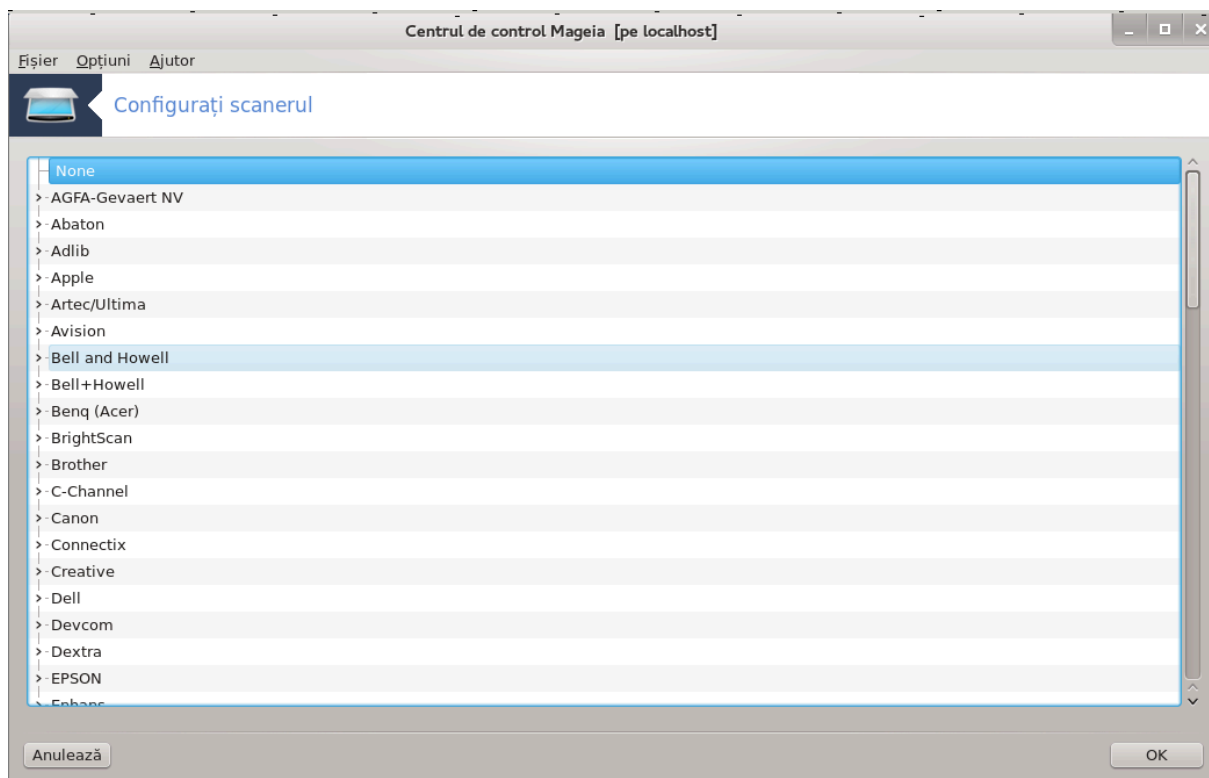 Centrul de control Mageia [pe localhost]
Fișier Opțiuni Ajutor
Configurați scanerul
None
AGFA-Gevaert NV
Abaton
Adlib
Apple
Artec/Ultima
Avision
Bell and Howell
Bell+Howell
Benq (Acer)
BrightScan
Brother
C-Channel
Canon
Connectix
Creative
Dell
Devcom
Dextra
EPSON
Anulează OK